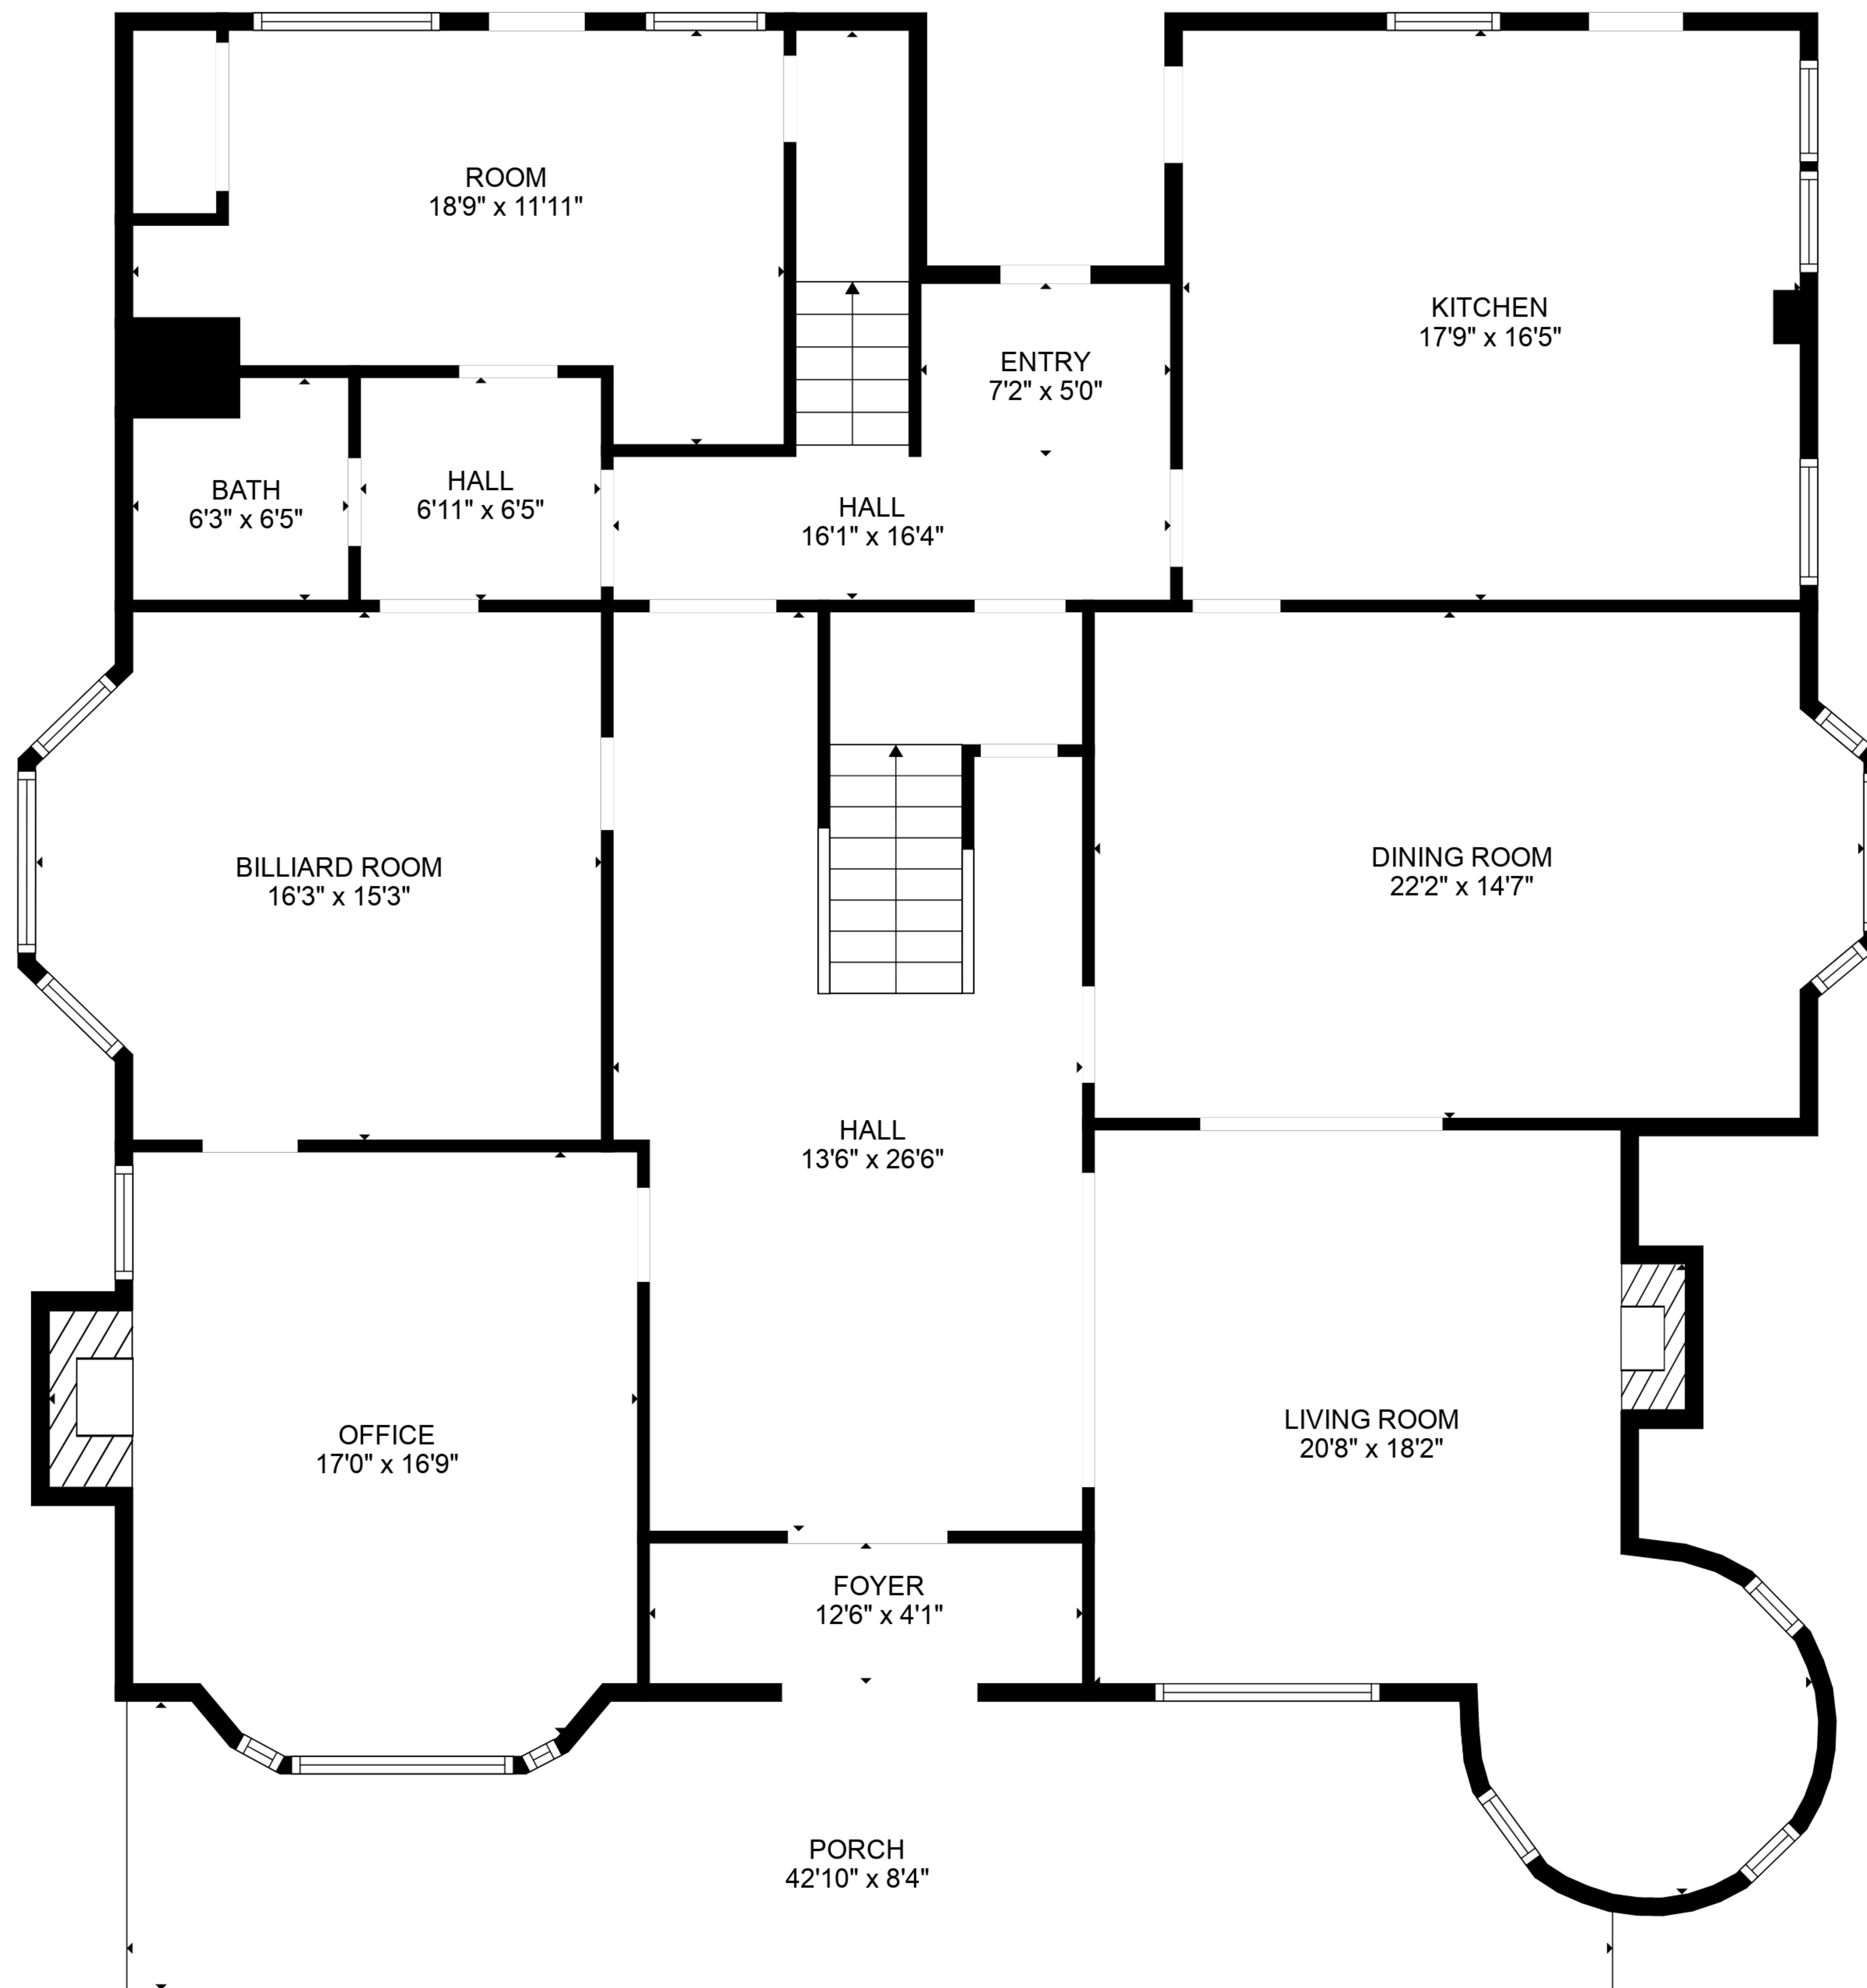 ROOM
18'9" x 11'11"
KITCHEN
17'9" x 16'5"
ENTRY
7'2" x 5'0"
BATH
6'3" x 6'5"
HALL
6'11" x 6'5"
HALL
16'1" x 16'4"
BILLIARD ROOM
16'3" x 15'3"
DINING ROOM
22'2" x 14'7"
HALL
13'6" x 26'6"
OFFICE
17'0" x 16'9"
LIVING ROOM
20'8" x 18'2"
FOYER
12'6" x 4'1"
PORCH
42'10" x 8'4"